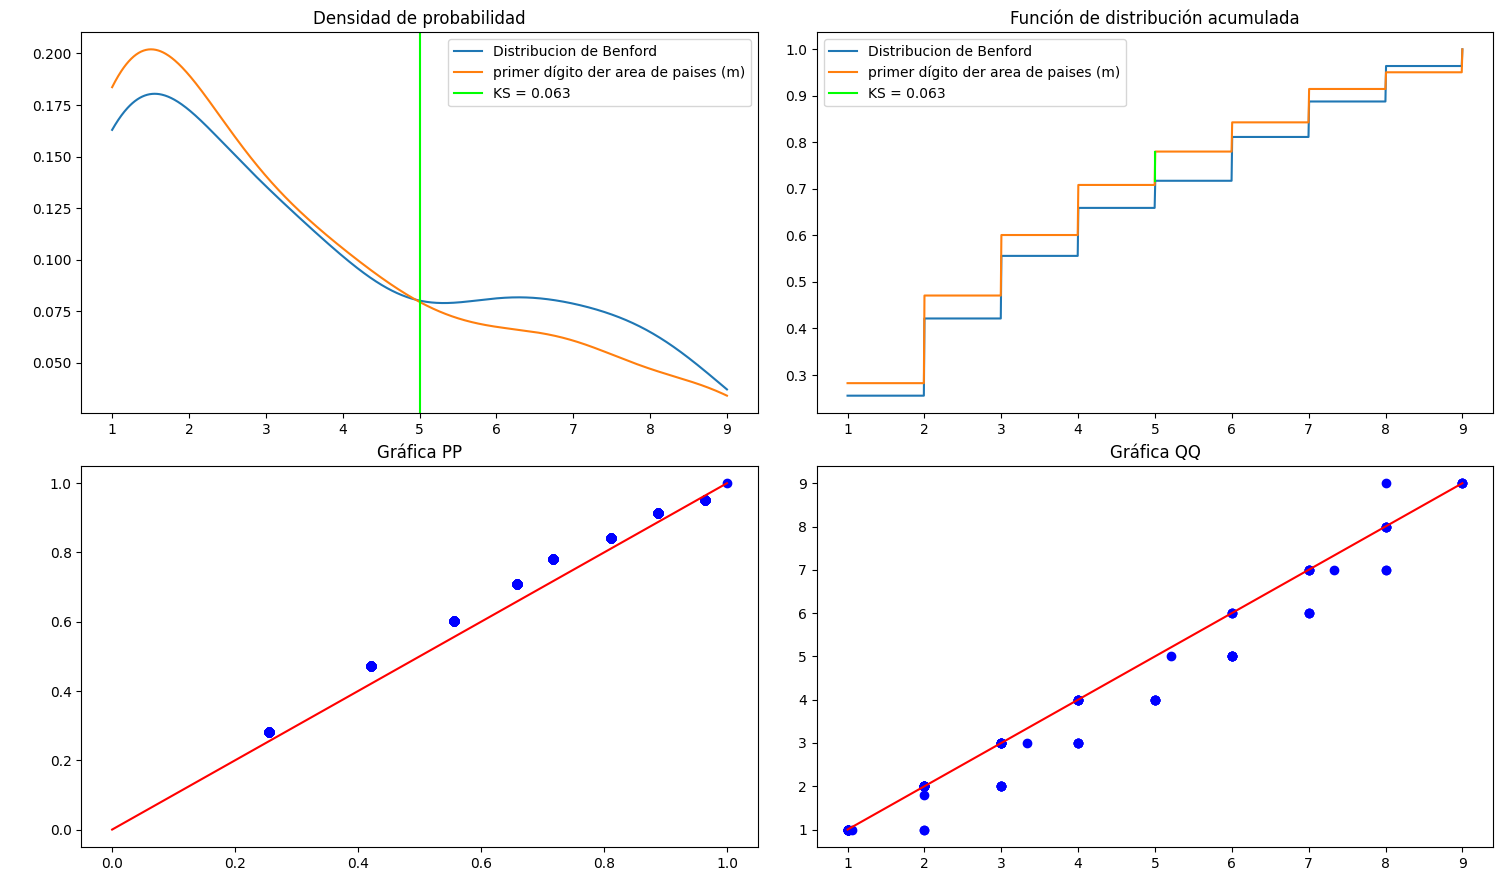 Densidad de probabilidad
Distribucion de Benford
primer dígito der area de paises (m)
KS = 0.063
0.200
0.175
0.150
0.125
0.100
0.075
0.050
1 2 3 4 5 6 7 8 9
Función de distribución acumulada
Distribucion de Benford
primer dígito der area de paises (m)
KS = 0.063
1.0
0.9
0.8
0.7
0.6
0.5
0.4
0.3
1 2 3 4 5 6 7 8 9
Gráfica PP
1.0
0.8
0.6
0.4
0.2
0.0
0.0 0.2 0.4 0.6 0.8 1.0
Gráfica QQ
9
8
7
6
5
4
3
2
1
1 2 3 4 5 6 7 8 9